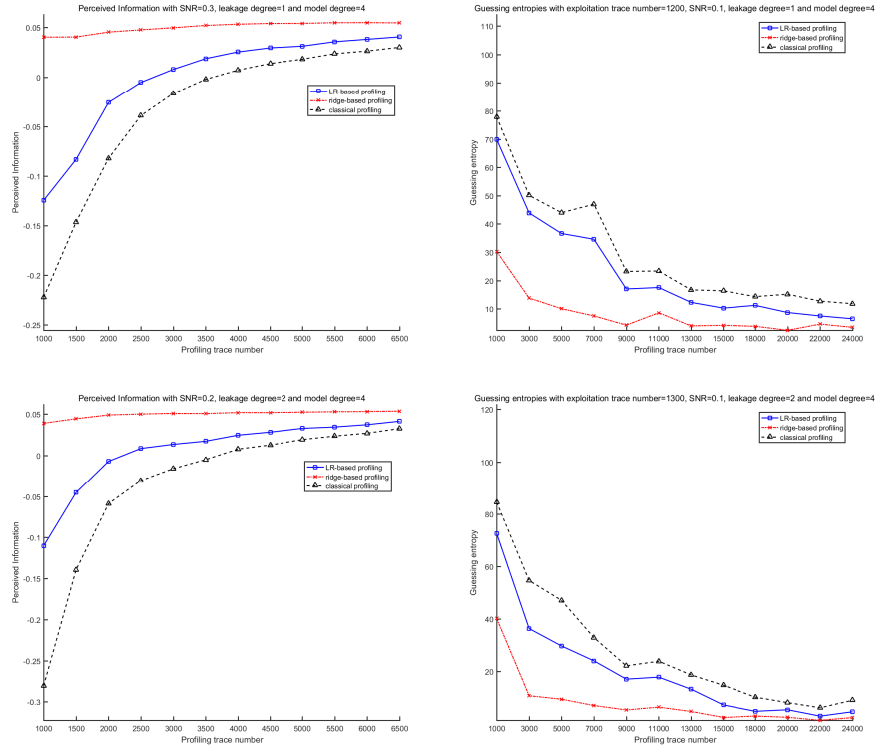 Perceived Information with SNR=0.3, leakage degree=1 and model degree=4
0.05
0
-0.05
-0.1
-0.15
-0.2
-0.25
Perceived Information
LR-based profiling
ridge-based profiling
classical profiling
1000 1500 2000 2500 3000 3500 4000 4500 5000 5500 6000 6500
Profiling trace number
Guessing entropies with exploitation trace number=1200, SNR=0.1, leakage degree=1 and model degree=4
110
100
90
80
70
60
50
40
30
20
10
Guessing entropy
LR-based profiling
ridge-based profiling
classical profiling
1000 3000 5000 7000 9000 11000 13000 15000 18000 20000 22000 24000
Profiling trace number
Perceived Information with SNR=0.2, leakage degree=2 and model degree=4
0.05
0
-0.05
-0.1
-0.15
-0.2
-0.25
-0.3
Perceived Information
LR-based profiling
ridge-based profiling
classical profiling
1000 1500 2000 2500 3000 3500 4000 4500 5000 5500 6000 6500
Profiling trace number
Guessing entropies with exploitation trace number=1300, SNR=0.1, leakage degree=2 and model degree=4
120
100
80
60
40
20
Guessing entropy
LR-based profiling
ridge-based profiling
classical profiling
1000 3000 5000 7000 9000 11000 13000 15000 18000 20000 22000 24000
Profiling trace number